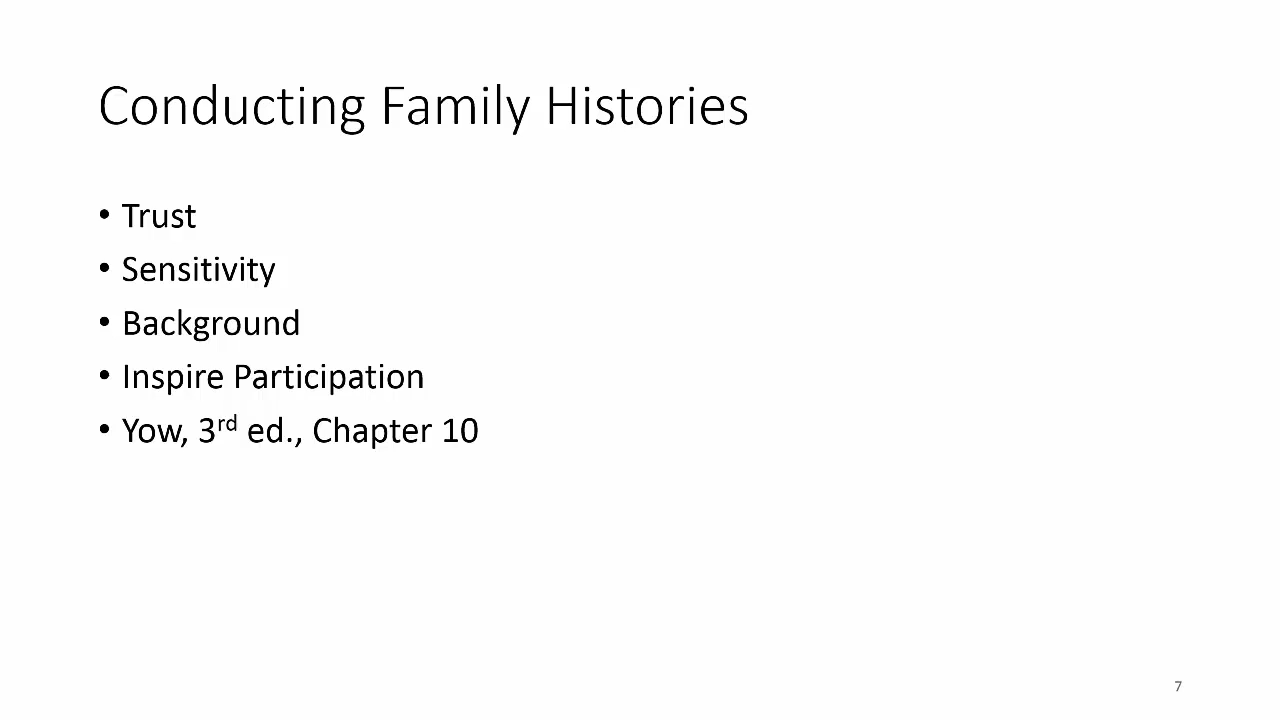 Conducting Family Histories
• Trust
• Sensitivity
• Background
• Inspire Participation
• Yow, 3rd ed., Chapter 10
7